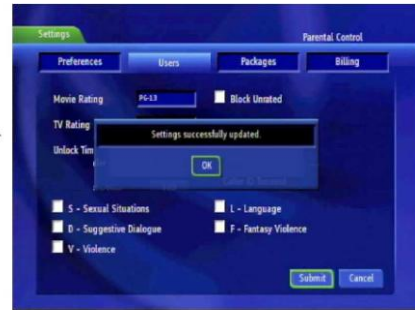 Settings
Parental Control
Preferences
Users
Packages
Billing
Movie Rating
PG-13
Block Unrated
TV Rating
Settings successfully updated.
Unlock Tim
OK
S - Sexual Situations
L - Language
D - Suggestive Dialogue
F - Fantasy Violence
V - Violence
Submit
Cancel